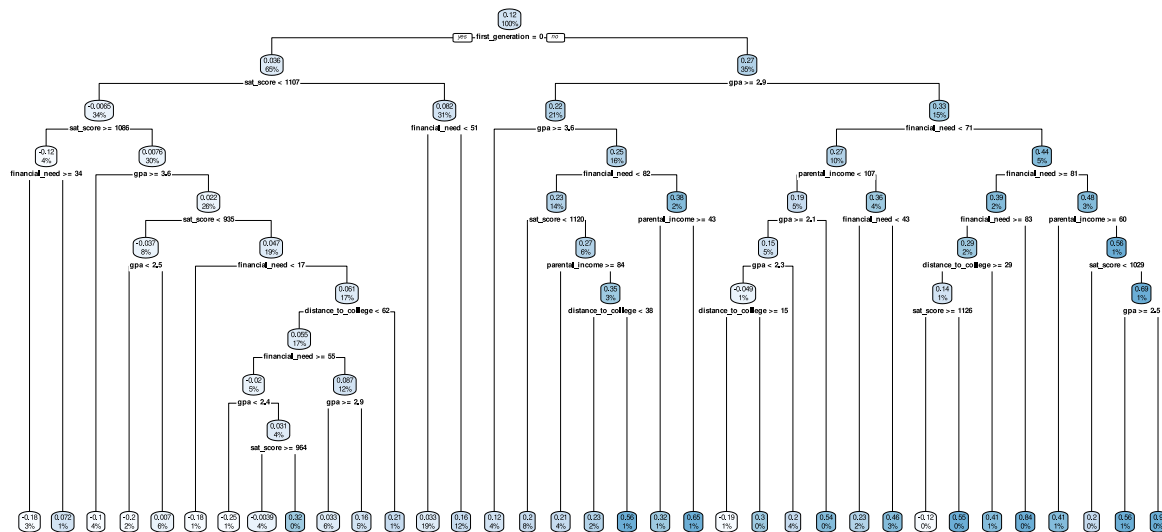 0.12
100%
yes first_generation = 0 no
0.036 0.27
65% 35%
sat_score < 1107 gpa >= 2.9
-0.0065 0.082 0.22 0.33
34% 31% 21% 15%
sat_score >= 1086 financial_need < 51 gpa >= 3.6 financial_need < 71
-0.12 0.0076 0.25 0.27 0.44
4% 30% 16% 10% 5%
financial_need >= 34 gpa >= 3.6 financial_need < 82 parental_income < 107 financial_need >= 81
0.022 0.23 0.38 0.19 0.36 0.39 0.48
26% 14% 2% 5% 4% 2% 3%
sat_score < 935 sat_score < 1120 parental_income >= 43 gpa >= 2.1 financial_need < 43 financial_need >= 83 parental_income >= 60
-0.037 0.047 0.27 0.15 0.29 0.56
8% 19% 6% 5% 2% 1%
gpa < 2.5 financial_need < 17 parental_income >= 84 gpa < 2.3 distance_to_college >= 29 sat_score < 1029
0.061 0.35 -0.049 0.14 0.69
17% 3% 1% 1% 1%
distance_to_college < 62 distance_to_college < 38 distance_to_college >= 15 sat_score >= 1126 gpa >= 2.5
0.055
17%
financial_need >= 55
-0.02 0.087
5% 12%
gpa < 2.4 gpa >= 2.9
0.031
4%
sat_score >= 964
-0.18 0.072 -0.1 -0.2 0.007 -0.18 -0.25 -0.0039 0.32 0.033 0.16 0.21 0.033 0.16 0.12 0.2 0.21 0.23 0.56 0.32 0.65 -0.19 0.3 0.2 0.54 0.23 0.46 -0.12 0.55 0.41 0.84 0.41 0.2 0.56
3% 1% 4% 2% 6% 1% 1% 4% 0% 6% 5% 1% 19% 12% 4% 8% 4% 2% 1% 1% 1% 1% 0% 4% 0% 2% 3% 0% 0% 1% 0% 1% 0% 1%